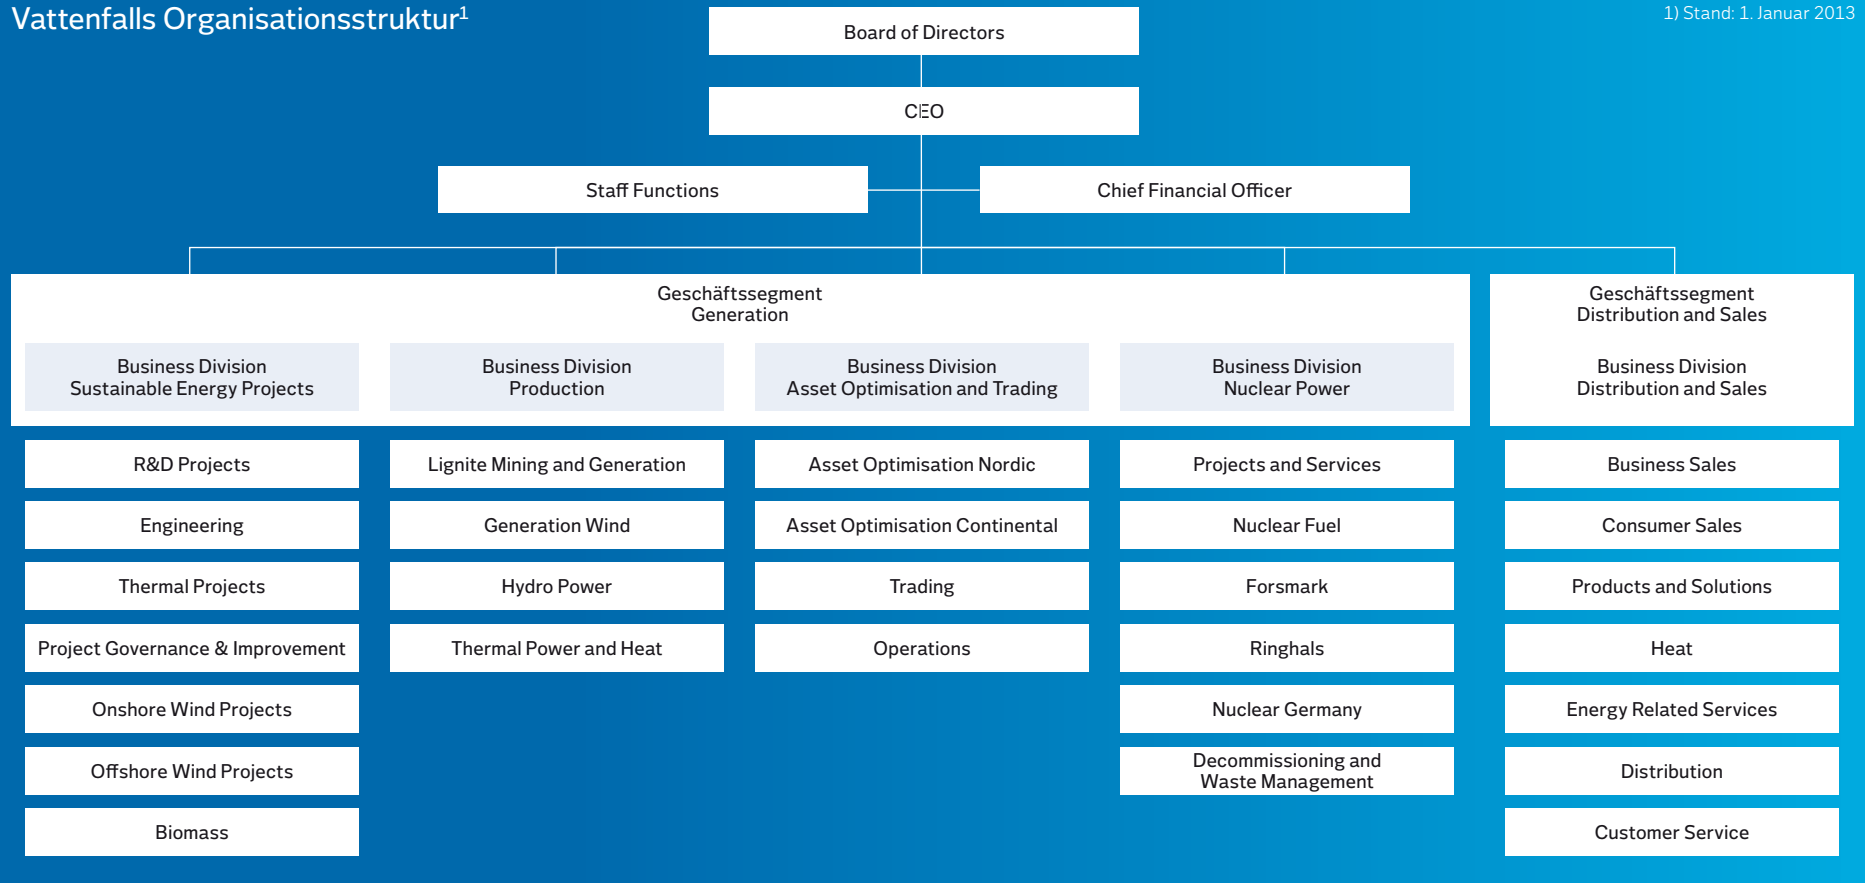 Vattenfalls Organisationsstruktur¹
1) Stand: 1. Januar 2013
Board of Directors
CEO
Staff Functions
Chief Financial Officer
Geschäftssegment
Generation
Business Division
Sustainable Energy Projects
Business Division
Production
Business Division
Asset Optimisation and Trading
Business Division
Nuclear Power
Geschäftssegment
Distribution and Sales
Business Division
Distribution and Sales
R&D Projects
Engineering
Thermal Projects
Project Governance & Improvement
Onshore Wind Projects
Offshore Wind Projects
Biomass
Lignite Mining and Generation
Generation Wind
Hydro Power
Thermal Power and Heat
Asset Optimisation Nordic
Asset Optimisation Continental
Trading
Operations
Projects and Services
Nuclear Fuel
Forsmark
Ringhals
Nuclear Germany
Decommissioning and
Waste Management
Business Sales
Consumer Sales
Products and Solutions
Heat
Energy Related Services
Distribution
Customer Service